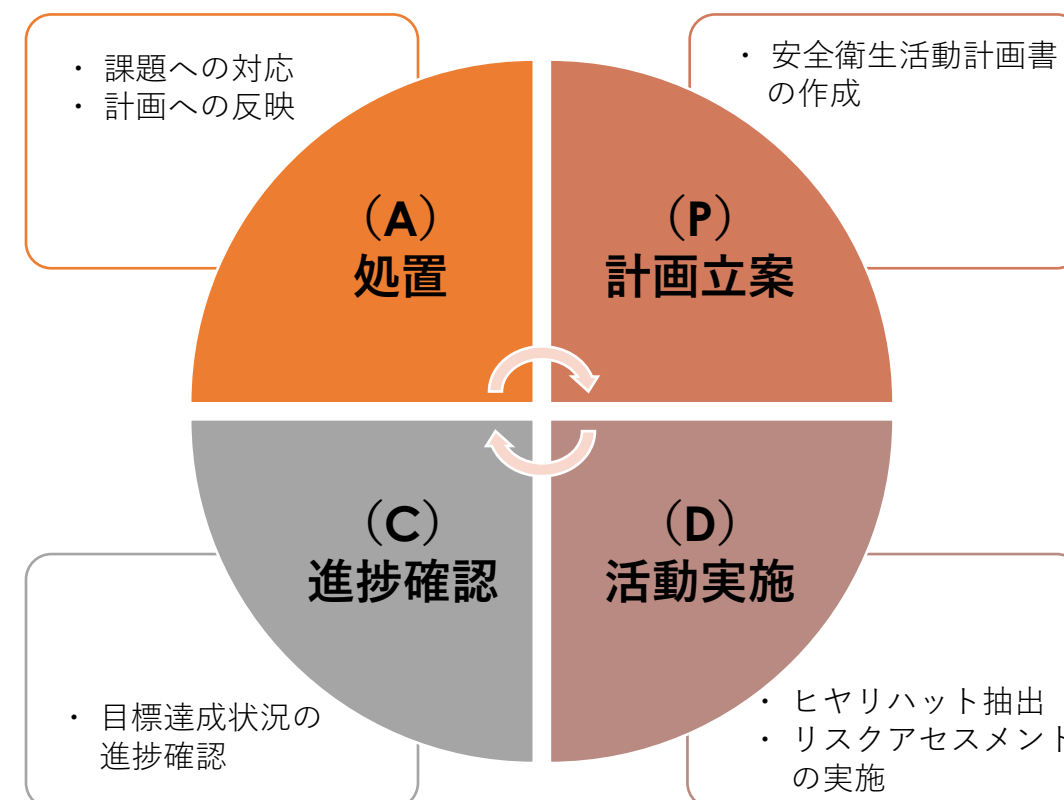 ・ 課題への対応
・ 計画への反映
・ 安全衛生活動計画書
の作成
（A）
処置
（P）
計画立案
（C）
進捗確認
（D）
活動実施
・ 目標達成状況の
進捗確認
・ ヒヤリハット抽出
・ リスクアセスメント
の実施